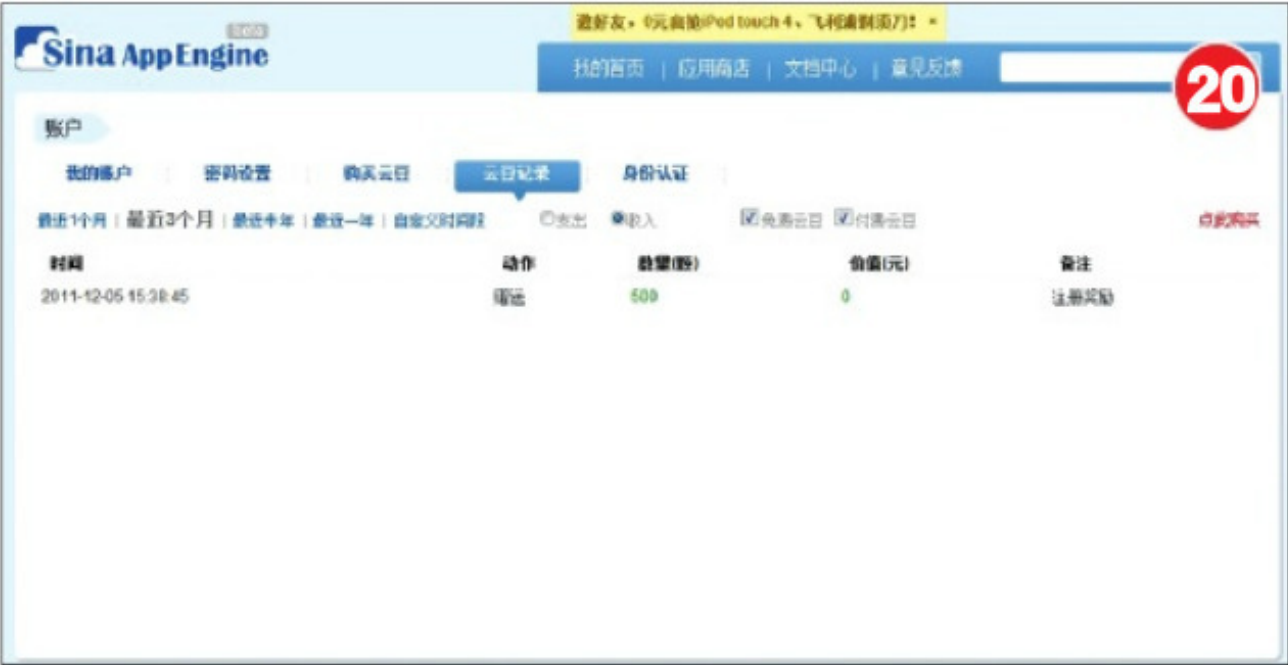 beta
邀好友，0元直抢iPod touch 4、飞利浦剃须刀！ ×
Sina App Engine
我的首页 | 应用商店 | 文档中心 | 意见反馈
20
账户
我的账户 密码设置 购买云豆 云豆记录 身份认证
最近1个月 | 最近3个月 | 最近半年 | 最近一年 | 自定义时间段 支出 收入 免费云豆 付费云豆 点此购买
时间 动作 数量(颗) 价值(元) 备注
2011-12-05 15:38:45 赠送 500 0 注册奖励